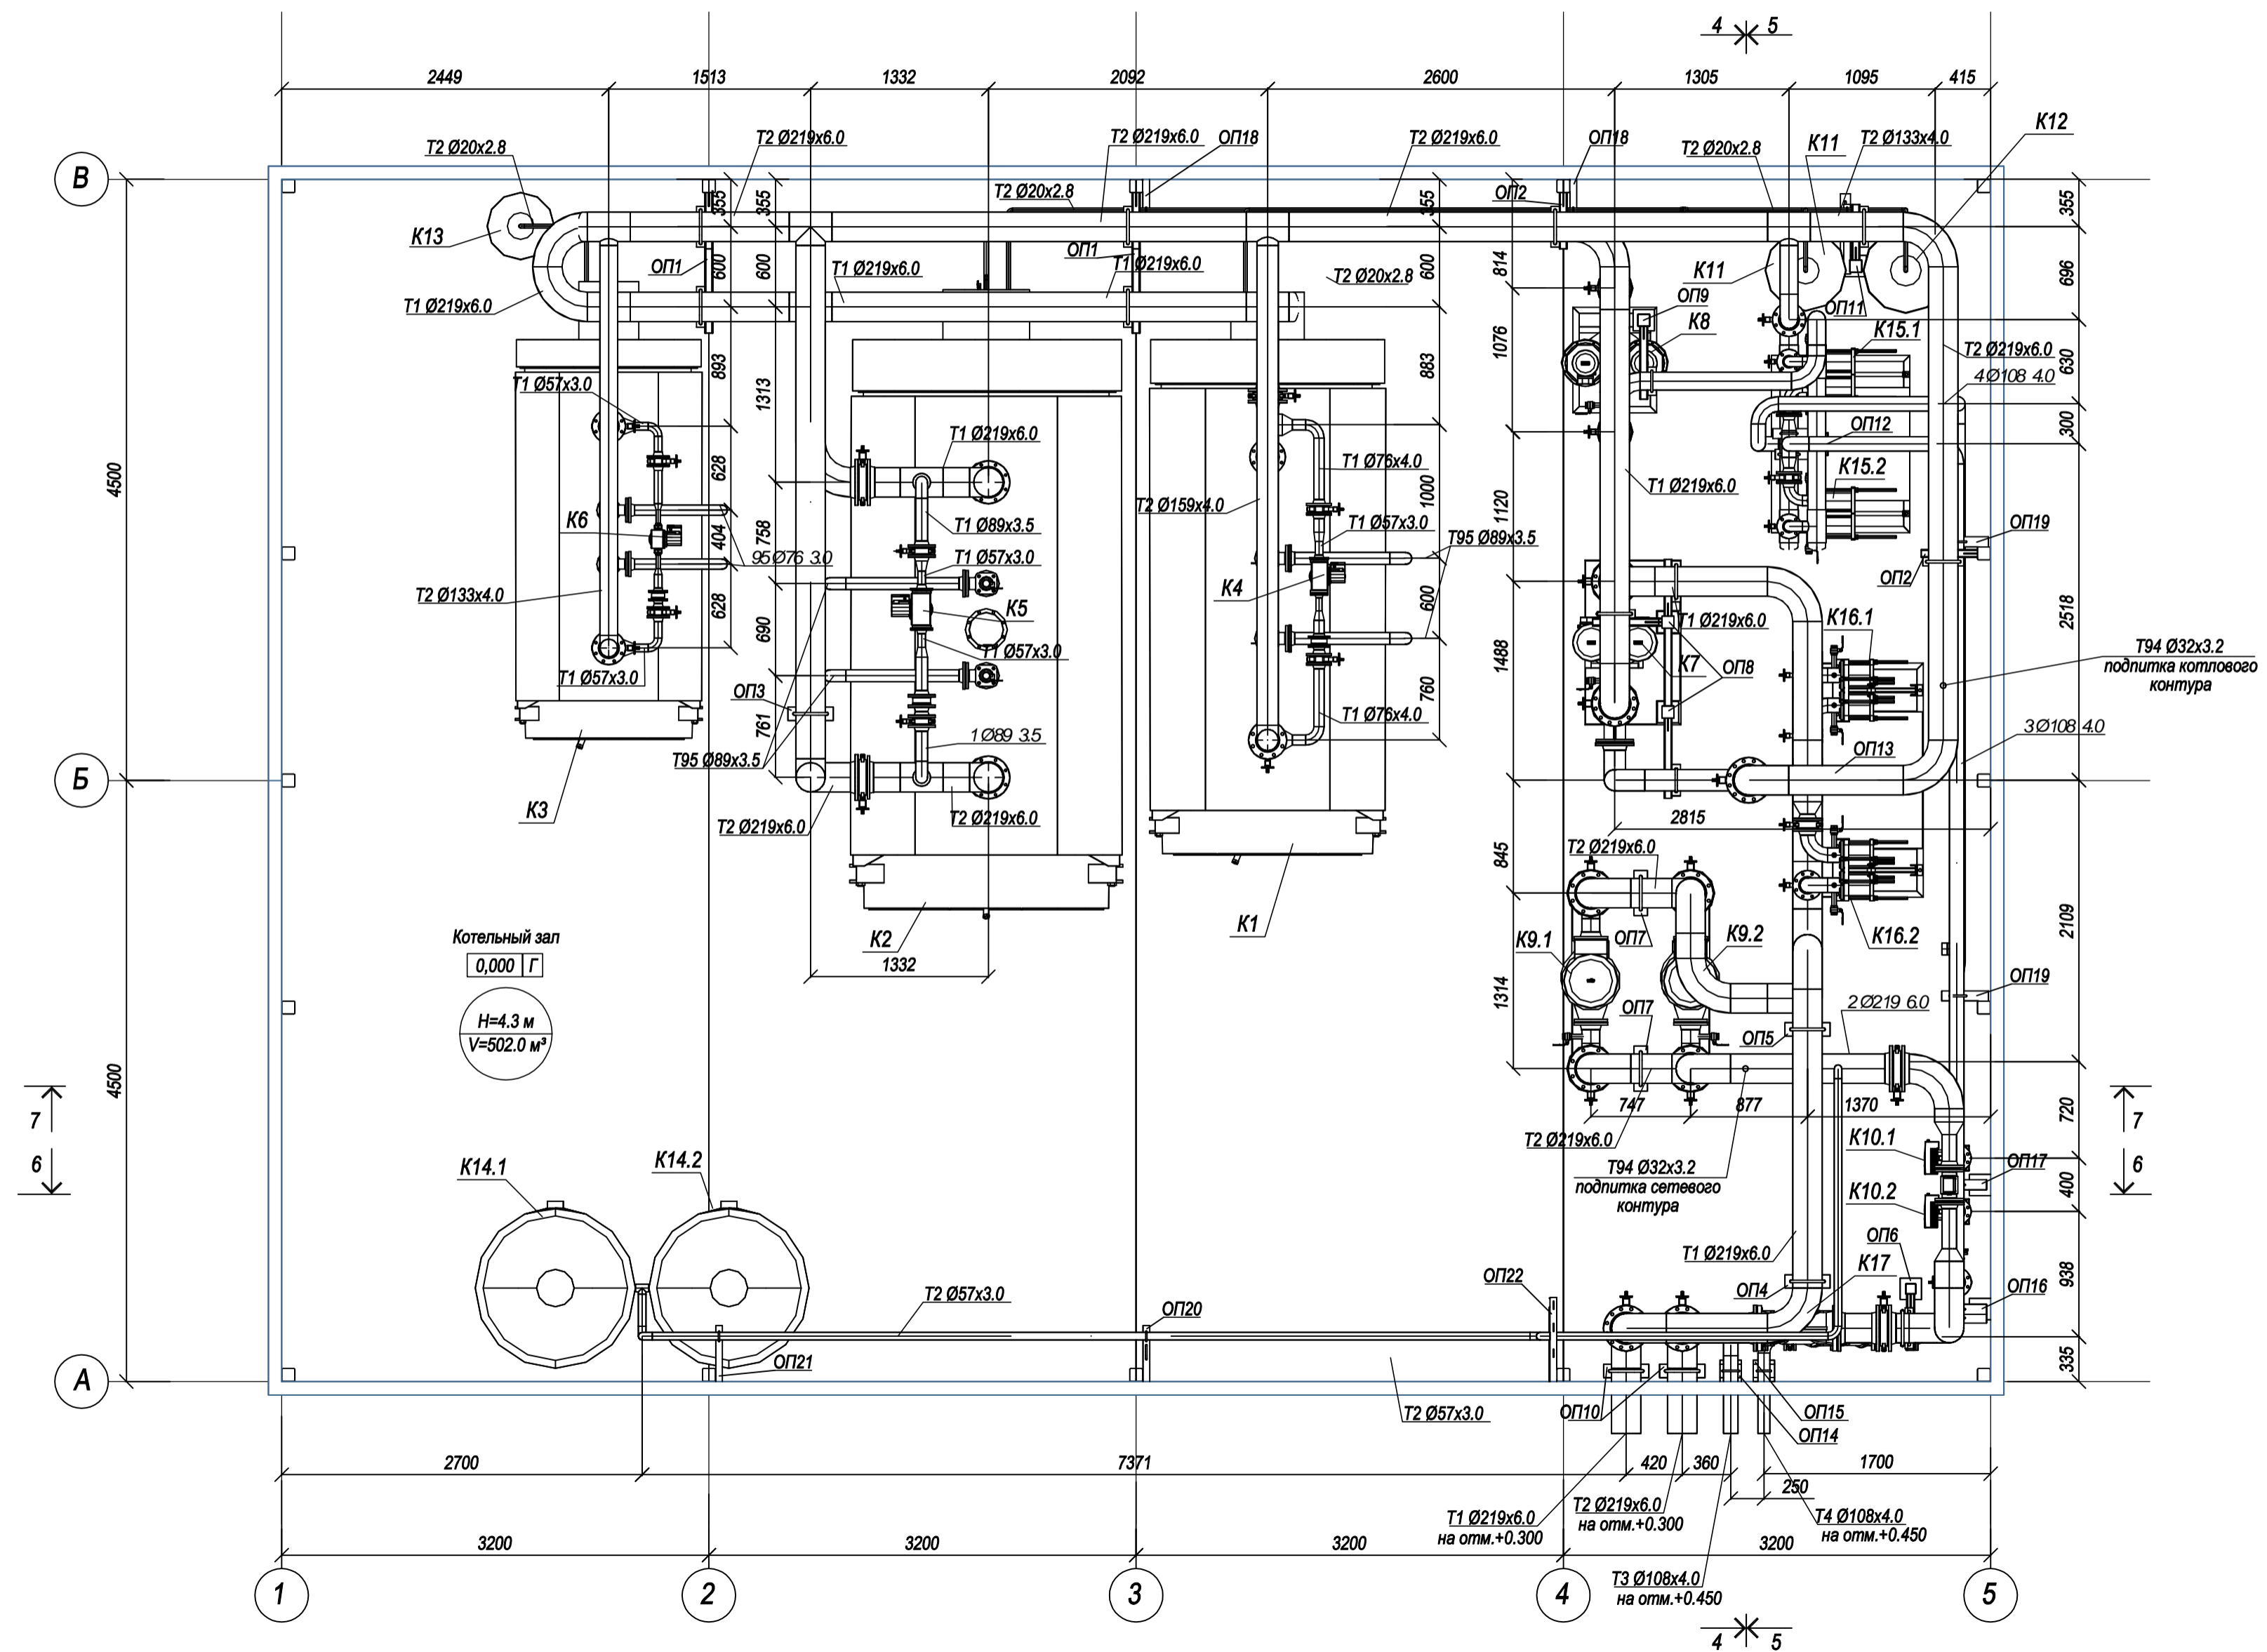 4 5
2449 1513 1332 2092 2600 1305 1095 415
Т2 Ø20х2.8
Т2 Ø219х6.0
Т2 Ø219х6.0
ОП18
Т2 Ø219х6.0
ОП18
Т2 Ø20х2.8
К11
Т2 Ø133х4.0
К12
В
К13
355
355
Т2 Ø20х2.8
355
ОП2
355
ОП1
600
600
ОП1
Т1 Ø219х6.0
Т1 Ø219х6.0
600
Т2 Ø20х2.8
814
К11
696
Т1 Ø219х6.0
ОП9
К8
ОП11
К15.1
Т1 Ø57х3.0
893
1313
883
1076
Т2 Ø219х6.0
630
4 Ø108 4.0
300
ОП12
4500
628
Т1 Ø219х6.0
Т1 Ø76х4.0
1000
1120
Т1 Ø219х6.0
К15.2
К6
404
758
Т1 Ø89х3.5
Т2 Ø159х4.0
Т1 Ø57х3.0
Т95 Ø89х3.5
ОП19
95 Ø76 3.0
Т1 Ø57х3.0
ОП2
Т2 Ø133х4.0
628
690
К5
К4
600
1488
Т1 Ø219х6.0
К16.1
2518
Т1 Ø57х3.0
Т1 Ø57х3.0
К7
ОП8
Т94 Ø32х3.2
подпитка котлового
контура
ОП3
761
Т1 Ø76х4.0
760
3 Ø108 4.0
Т95 Ø89х3.5
1 Ø89 3.5
ОП13
Б
К3
Т2 Ø219х6.0
Т2 Ø219х6.0
2815
845
Т2 Ø219х6.0
Котельный зал
0,000 Г
К2
К1
1332
К9.1
ОП7
К9.2
К16.2
2109
1314
ОП19
Н=4.3 м
V=502.0 м³
ОП7
ОП5
2 Ø219 6.0
4500
7
6
747 877 1370
720
7
6
Т2 Ø219х6.0
К10.1
К14.1
К14.2
Т94 Ø32х3.2
подпитка сетевого
контура
К10.2
ОП17
400
ОП6
Т1 Ø219х6.0
К17
938
Т2 Ø57х3.0
ОП20
ОП22
ОП4
ОП16
ОП21
335
А
Т2 Ø57х3.0
ОП10
ОП15
ОП14
2700 7371 420 360 1700
250
Т1 Ø219х6.0
на отм.+0.300
Т2 Ø219х6.0
на отм.+0.300
Т4 Ø108х4.0
на отм.+0.450
3200 3200 3200 3200
Т3 Ø108х4.0
на отм.+0.450
1 2 3 4 5
4 5